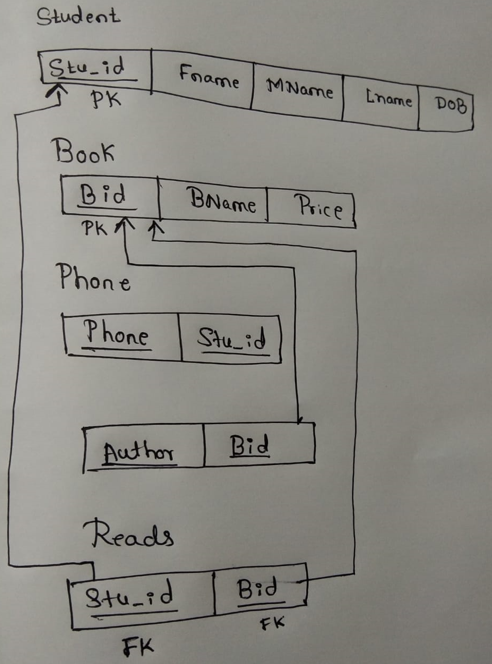 Student
Stu_id Fname MName Lname DOB
PK
Book
Bid BName Price
PK
Phone
Phone Stu_id
Author Bid
Reads
Stu_id Bid
FK FK